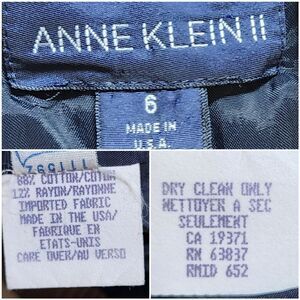 ANNE KLEIN II
6
MADE IN
U.S.A.
88% COTTON/COTON
12% RAYON/RAYONNE
IMPORTED FABRIC
MADE IN THE USA/
FABRIQUE EN
ETATS-UNIS
CARE OVER/AU VERSO
DRY CLEAN ONLY
NETTOYER A SEC
SEULEMENT
CA 19371
RN 63837
RNID 652